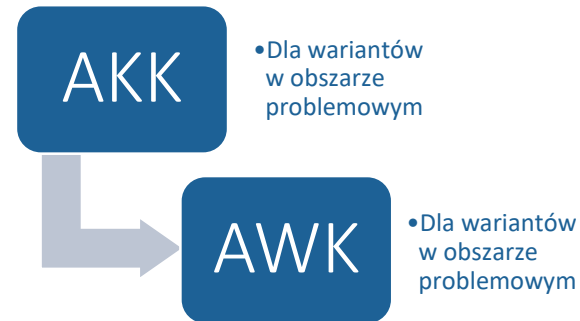 AKK
•Dla wariantów
w obszarze
problemowym
AWK
•Dla wariantów
w obszarze
problemowym